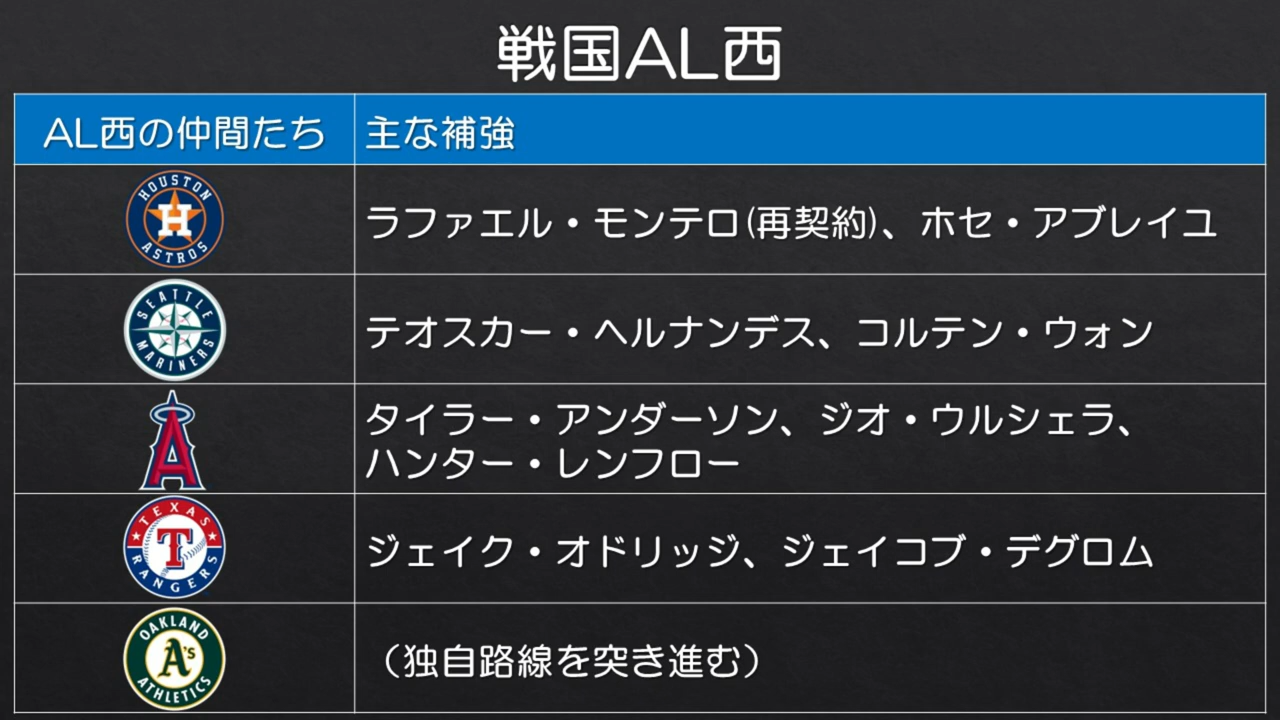 戦国AL西
AL西の仲間たち
主な補強
HOUSTON
H
ASTROS
ラファエル・モンテロ(再契約)、ホセ・アブレイユ
SEATTLE
MARINERS
テオスカー・ヘルナンデス、コルテン・ウォン
A
タイラー・アンダーソン、ジオ・ウルシェラ、
ハンター・レンフロー
TEXAS
T
RANGERS
ジェイク・オドリッジ、ジェイコブ・デグロム
OAKLAND
A's
ATHLETICS
（独自路線を突き進む）